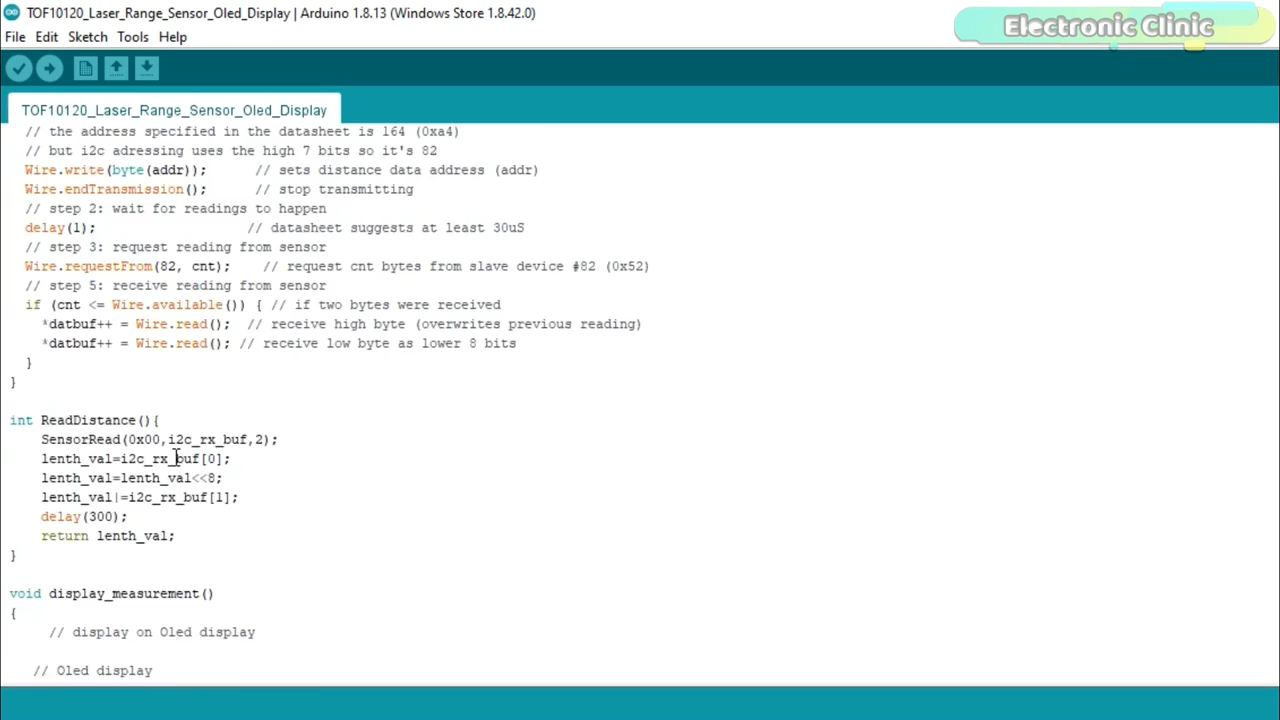 TOF10120_Laser_Range_Sensor_Oled_Display | Arduino 1.8.13 (Windows Store 1.8.42.0)
Electronic Clinic
File Edit Sketch Tools Help
TOF10120_Laser_Range_Sensor_Oled_Display
// the address specified in the datasheet is 164 (0xa4)
// but i2c adressing uses the high 7 bits so it's 82
Wire.write(byte(addr)); // sets distance data address (addr)
Wire.endTransmission(); // stop transmitting
// step 2: wait for readings to happen
delay(1); // datasheet suggests at least 30uS
// step 3: request reading from sensor
Wire.requestFrom(82, cnt); // request cnt bytes from slave device #82 (0x52)
// step 5: receive reading from sensor
if (cnt <= Wire.available()) { // if two bytes were received
*datbuf++ = Wire.read(); // receive high byte (overwrites previous reading)
*datbuf++ = Wire.read(); // receive low byte as lower 8 bits
}
}
int ReadDistance(){
SensorRead(0x00,i2c_rx_buf,2);
lenth_val=i2c_rx_buf[0];
lenth_val=lenth_val<<8;
lenth_val|=i2c_rx_buf[1];
delay(300);
return lenth_val;
}
void display_measurement()
{
// display on Oled display
// Oled display